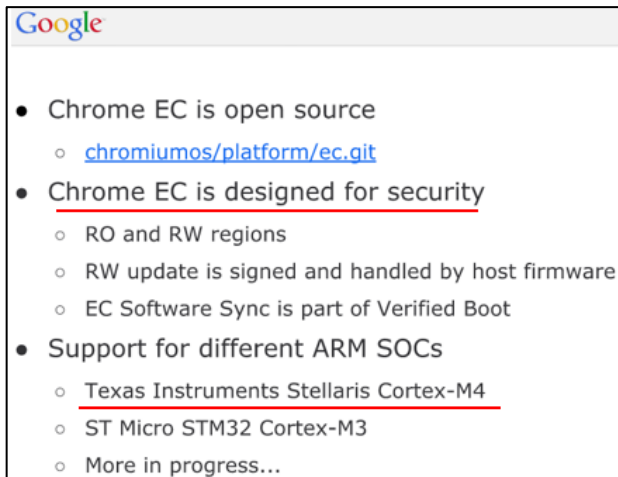 Google
● Chrome EC is open source
○ chromiumos/platform/ec.git
● Chrome EC is designed for security
○ RO and RW regions
○ RW update is signed and handled by host firmware
○ EC Software Sync is part of Verified Boot
● Support for different ARM SOCs
○ Texas Instruments Stellaris Cortex-M4
○ ST Micro STM32 Cortex-M3
○ More in progress...